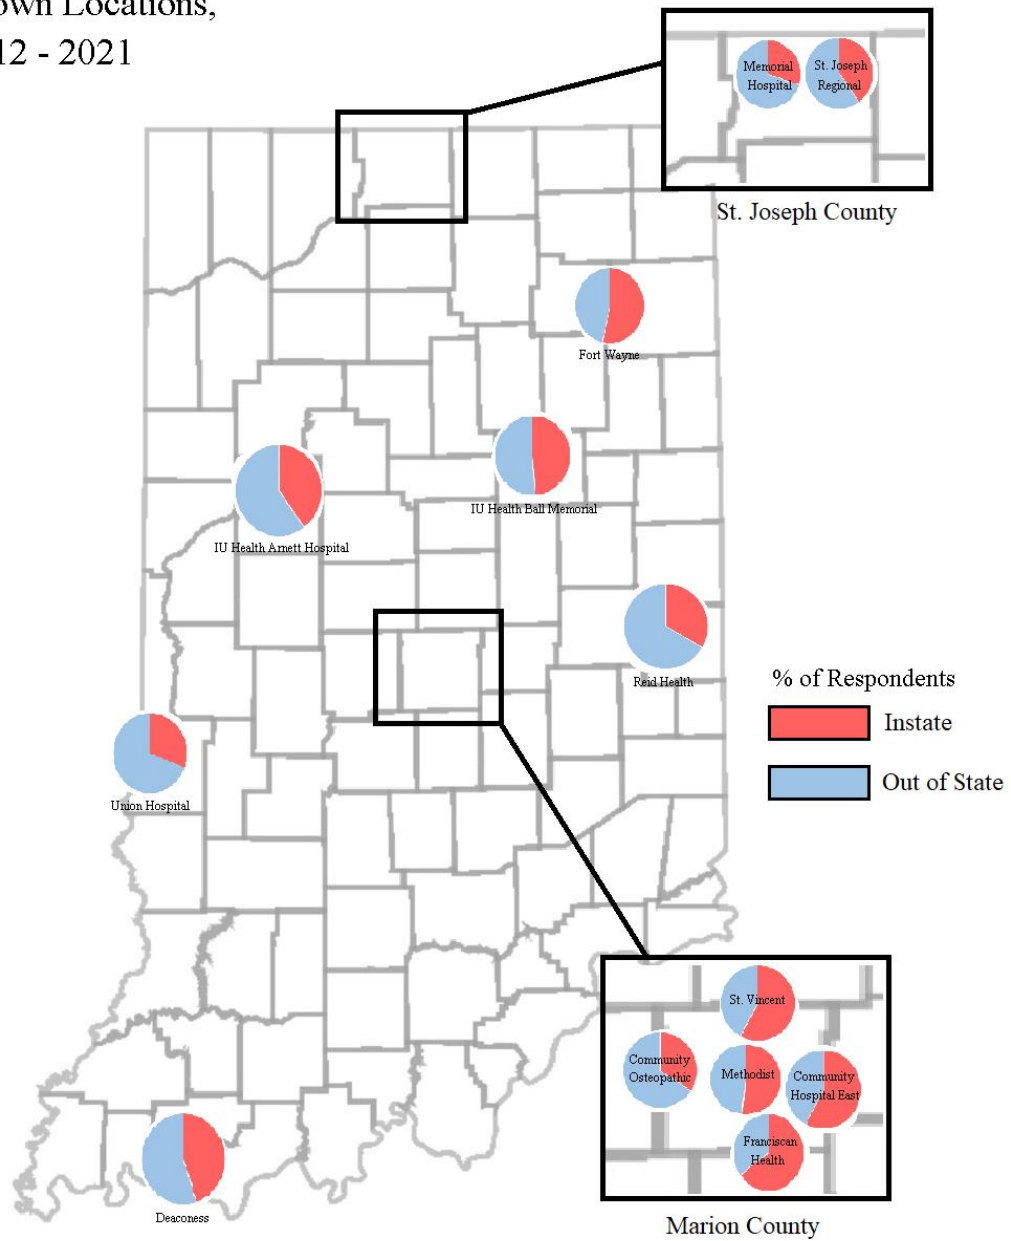 Locations,
2021
Memorial
Hospital
St. Joseph
Regional
St. Joseph County
Fort Wayne
IU Health Ball Memorial
IU Health Arnett Hospital
Reid Health
% of Respondents
Instate
Out of State
Union Hospital
St. Vincent
Community
Osteopathic
Methodist
Community
Hospital East
Franciscan
Health
Deaconess
Marion County